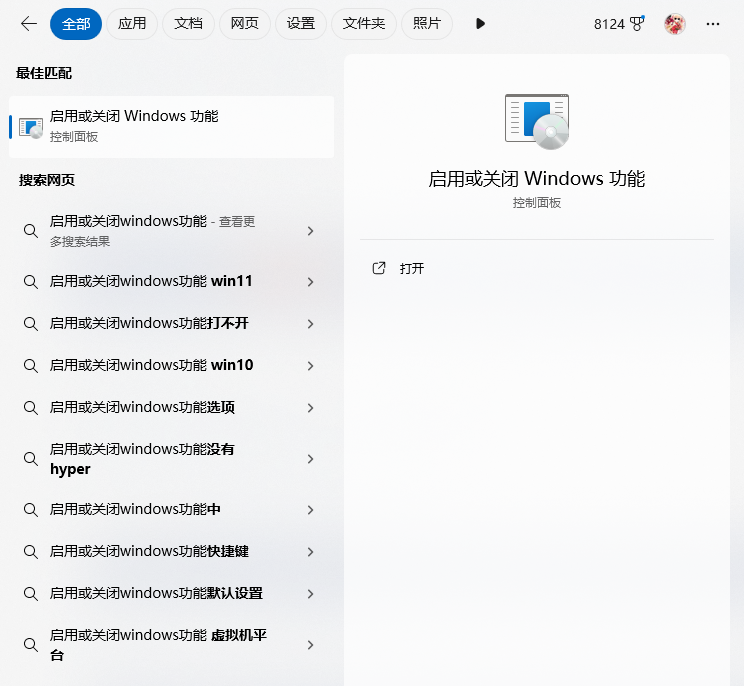 全部 应用 文档 网页 设置 文件夹 照片 8124
最佳匹配
启用或关闭 Windows 功能
控制面板
搜索网页
启用或关闭windows功能 - 查看更
多搜索结果
启用或关闭windows功能 win11
启用或关闭windows功能打不开
启用或关闭windows功能 win10
启用或关闭windows功能选项
启用或关闭windows功能没有
hyper
启用或关闭windows功能中
启用或关闭windows功能快捷键
启用或关闭windows功能默认设置
启用或关闭windows功能 虚拟机平
台
启用或关闭 Windows 功能
控制面板
打开